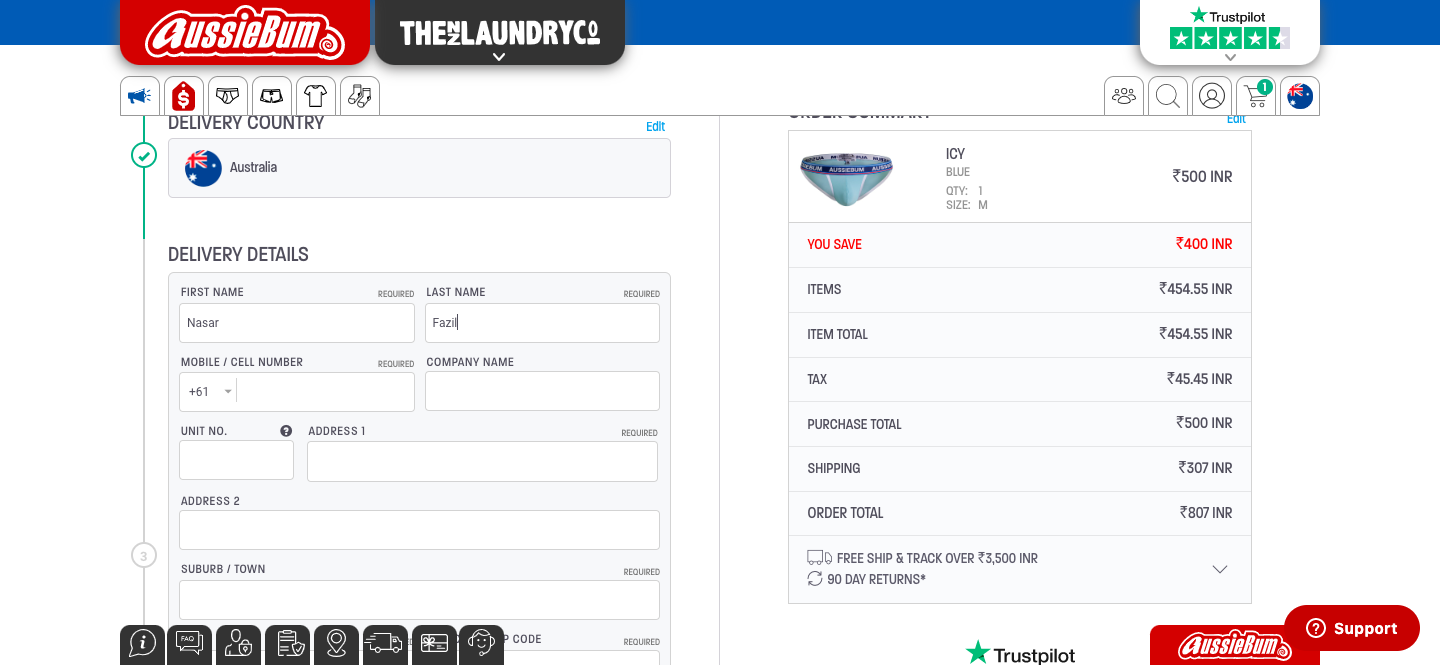 AUSSIEBUM
THE NZ LAUNDRY CO
Trustpilot
1
DELIVERY COUNTRY
Edit
Australia
DELIVERY DETAILS
FIRST NAME REQUIRED
Nasar
LAST NAME REQUIRED
Fazil
MOBILE / CELL NUMBER REQUIRED
+61
COMPANY NAME
UNIT NO.
ADDRESS 1 REQUIRED
ADDRESS 2
3
SUBURB / TOWN REQUIRED
P CODE REQUIRED
FAQ
ORDER SUMMARY
Edit
AUSSIEBUM
ICY
BLUE
QTY: 1
SIZE: M
₹500 INR
YOU SAVE ₹400 INR
ITEMS ₹454.55 INR
ITEM TOTAL ₹454.55 INR
TAX ₹45.45 INR
PURCHASE TOTAL ₹500 INR
SHIPPING ₹307 INR
ORDER TOTAL ₹807 INR
FREE SHIP & TRACK OVER ₹3,500 INR
90 DAY RETURNS*
Trustpilot
AUSSIEBUM
Support